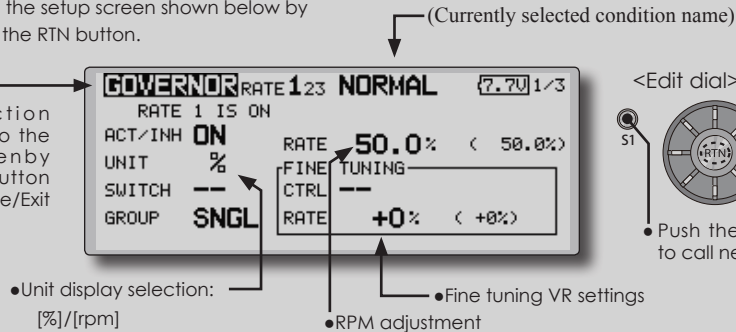 the setup screen shown below by
the RTN button.
(Currently selected condition name)
GOVERNOR RATE 123 NORMAL 7.7V 1/3
RATE 1 IS ON
ACT/INH ON
UNIT %
SWITCH --
GROUP SNGL
RATE 50.0% ( 50.0%)
FINE TUNING
CTRL --
RATE +0% ( +0%)
ction
o the
en by
utton
e/Exit
<Edit dial>
S1
RTN
● Push the
to call ne
●Unit display selection:
[%]/[rpm]
●Fine tuning VR settings
●RPM adjustment